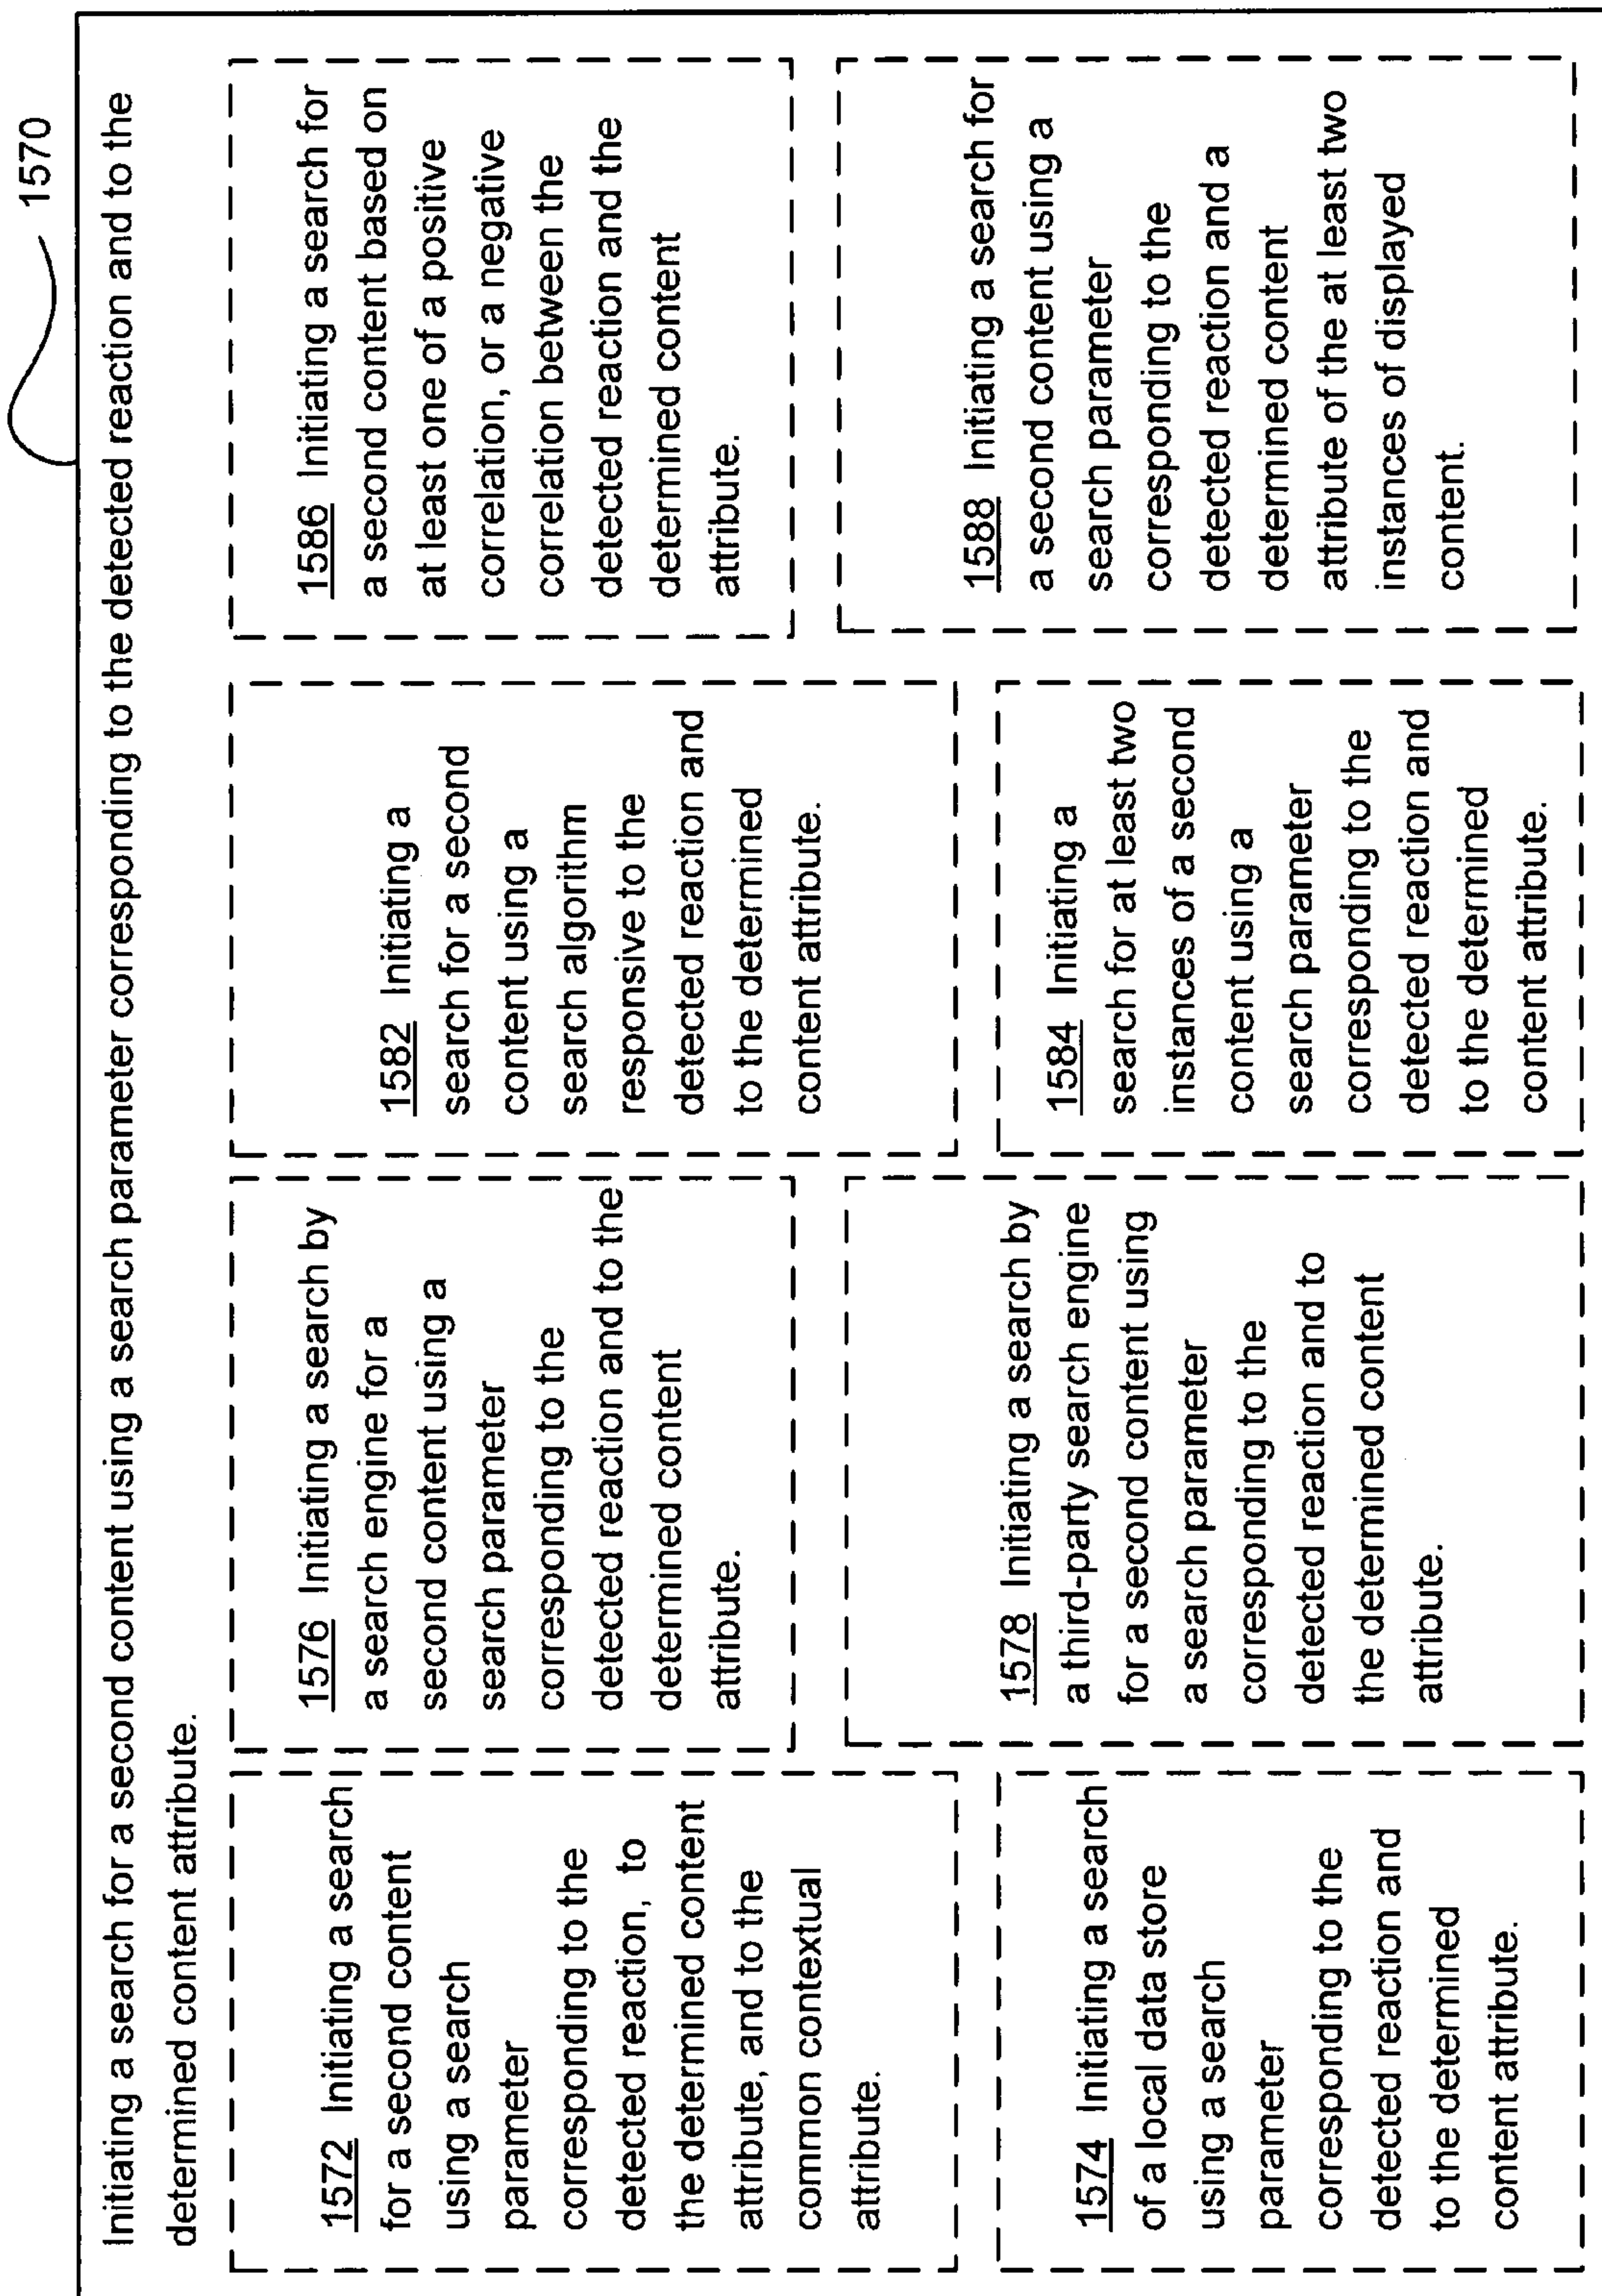 1570
Initiating a search for a second content using a search parameter corresponding to the detected reaction and to the
determined content attribute.
1572 Initiating a search
for a second content
using a search
parameter
corresponding to the
detected reaction, to
the determined content
attribute, and to the
common contextual
attribute.
1574 Initiating a search
of a local data store
using a search
parameter
corresponding to the
detected reaction and
to the determined
content attribute.
1576 Initiating a search by
a search engine for a
second content using a
search parameter
corresponding to the
detected reaction and to the
determined content
attribute.
1578 Initiating a search by
a third-party search engine
for a second content using
a search parameter
corresponding to the
detected reaction and to
the determined content
attribute.
1582 Initiating a
search for a second
content using a
search algorithm
responsive to the
detected reaction and
to the determined
content attribute.
1584 Initiating a
search for at least two
instances of a second
content using a
search parameter
corresponding to the
detected reaction and
to the determined
content attribute.
1586 Initiating a search for
a second content based on
at least one of a positive
correlation, or a negative
correlation between the
detected reaction and the
determined content
attribute.
1588 Initiating a search for
a second content using a
search parameter
corresponding to the
detected reaction and a
determined content
attribute of the at least two
instances of displayed
content.